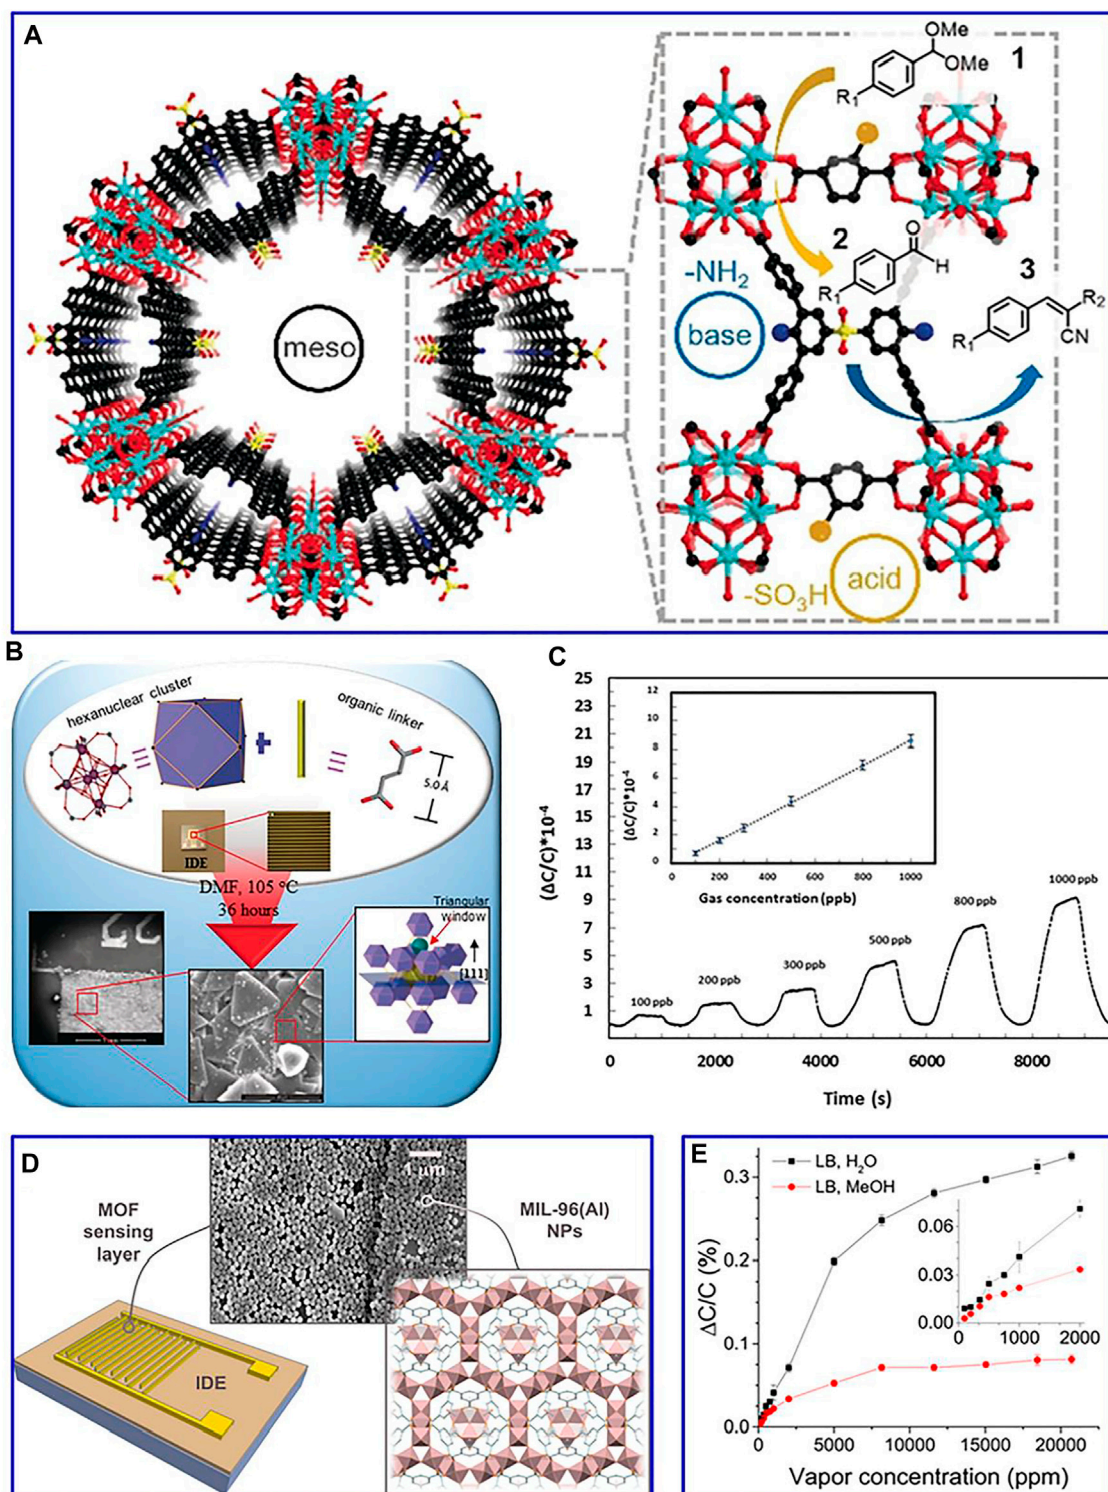 A
meso
OMe
OMe
1
R1
2
O
H
R1
3
R2
CN
R1
-NH2
base
-SO3H
acid
B
hexanuclear cluster
organic linker
5.0 Å
IDE
DMF, 105 °C
36 hours
Triangular
window
[111]
C
(ΔC/C)*10-4
25
23
21
19
17
15
13
11
9
7
5
3
1
0
2000
4000
6000
8000
Time (s)
100 ppb
200 ppb
300 ppb
500 ppb
800 ppb
1000 ppb
(ΔC/C)*10-4
12
10
8
6
4
2
0
0
200
400
600
800
1000
Gas concentration (ppb)
D
MOF
sensing
layer
1 µm
MIL-96(Al)
NPs
IDE
E
LB, H2O
LB, MeOH
ΔC/C (%)
0.3
0.2
0.1
0.0
0
5000
10000
15000
20000
Vapor concentration (ppm)
0.06
0.03
0.00
0
1000
2000